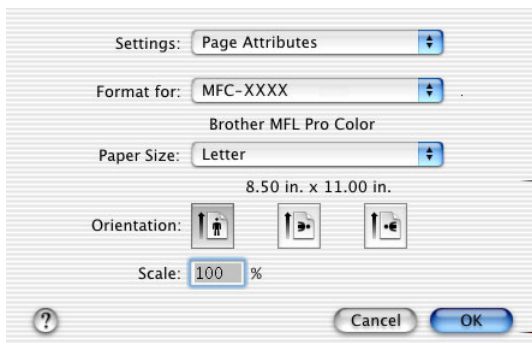 Settings: Page Attributes
Format for: MFC-XXXX
Brother MFL Pro Color
Paper Size: Letter
8.50 in. x 11.00 in.
Orientation:
Scale: 100 %
? Cancel OK